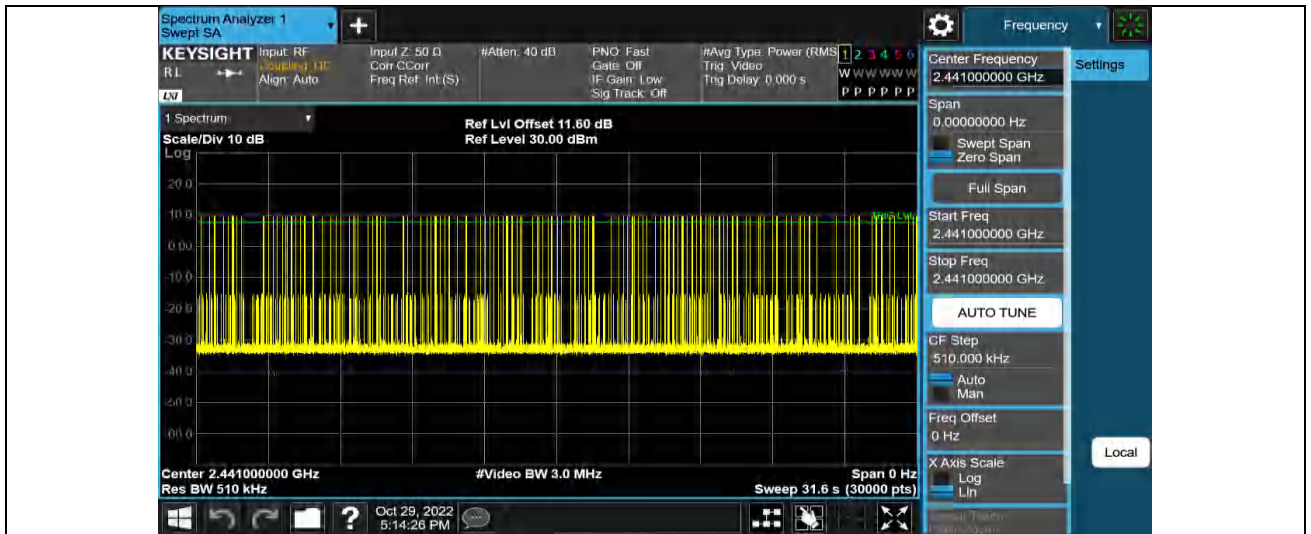 Spectrum Analyzer 1
Swept SA
Frequency
KEYSIGHT
RL
LXI
Input: RF
Coupling: DC
Align: Auto
Input Z: 50 Ω
Corr CCorr
Freq Ref: Int (S)
#Atten: 40 dB
PNO: Fast
Gate: Off
IF Gain: Low
Sig Track: Off
#Avg Type: Power (RMS
Trig: Video
Trig Delay: 0.000 s
1 2 3 4 5 6
W W W W W W
P P P P P P
Center Frequency
2.441000000 GHz
Settings
Span
0.00000000 Hz
Swept Span
Zero Span
Full Span
Start Freq
2.441000000 GHz
Stop Freq
2.441000000 GHz
AUTO TUNE
CF Step
510.000 kHz
Auto
Man
Freq Offset
0 Hz
X Axis Scale
Log
Lin
Local
1 Spectrum
Scale/Div 10 dB
Ref Lvl Offset 11.60 dB
Ref Level 30.00 dBm
Log
20.0
10.0
TRIG LVL
0.00
-10.0
-20.0
-30.0
-40.0
-50.0
-60.0
Center 2.441000000 GHz
#Video BW 3.0 MHz
Span 0 Hz
Res BW 510 kHz
Sweep 31.6 s (30000 pts)
Oct 29, 2022
5:14:26 PM